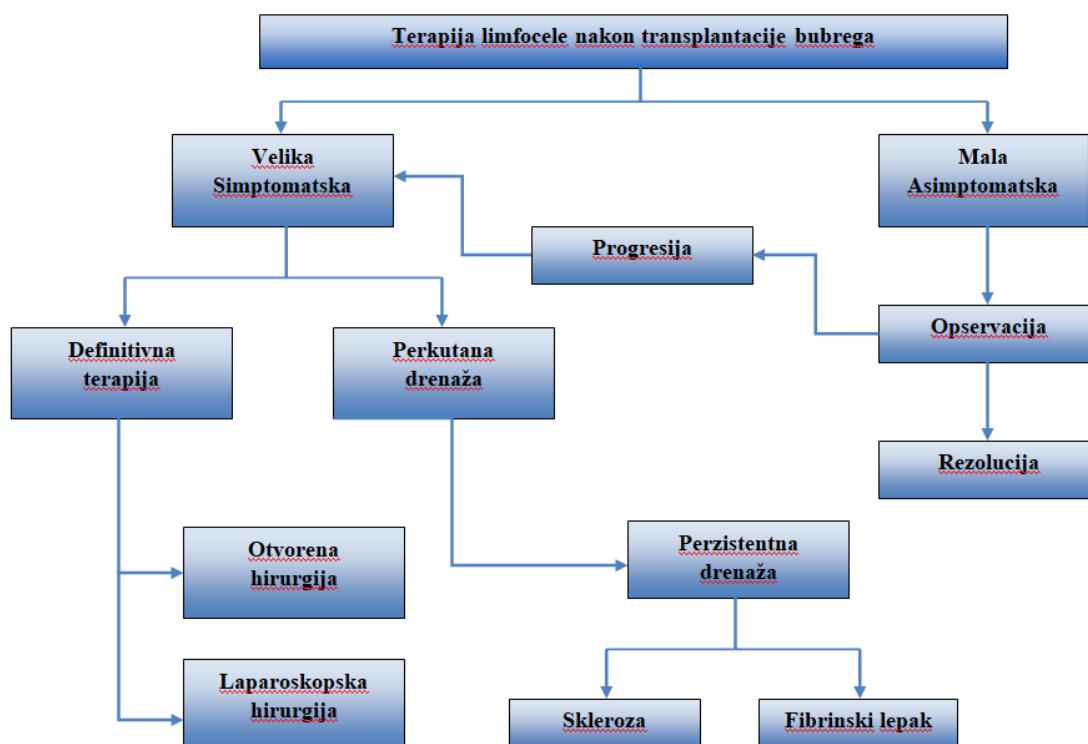 Terapija limfocele nakon transplantacije bubrega
Velika
Simptomatska
Mala
Asimptomatska
Progresija
Opservacija
Definitivna
terapija
Perkutana
drenaža
Rezolucija
Otvorena
hirurgija
Perzistentna
drenaža
Laparoskopska
hirurgija
Skleroza
Fibrinski lepak